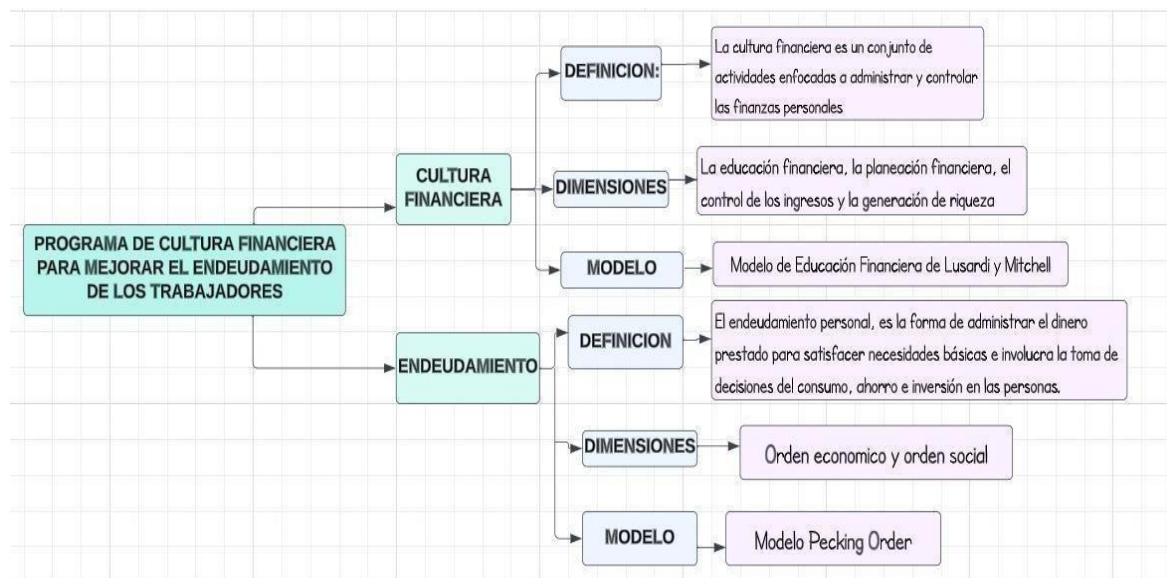 PROGRAMA DE CULTURA FINANCIERA
PARA MEJORAR EL ENDEUDAMIENTO
DE LOS TRABAJADORES
CULTURA
FINANCIERA
DEFINICION:
La cultura financiera es un conjunto de
actividades enfocadas a administrar y controlar
las finanzas personales
DIMENSIONES
La educación financiera, la planeación financiera, el
control de los ingresos y la generación de riqueza
MODELO
Modelo de Educación Financiera de Lusardi y Mitchell
ENDEUDAMIENTO
DEFINICION
El endeudamiento personal, es la forma de administrar el dinero
prestado para satisfacer necesidades básicas e involucra la toma de
decisiones del consumo, ahorro e inversión en las personas.
DIMENSIONES
Orden economico y orden social
MODELO
Modelo Pecking Order